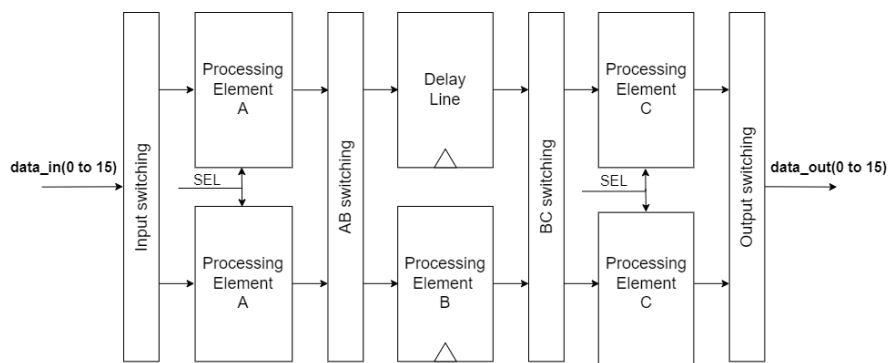 data_in(0 to 15)
Input switching
Processing
Element
A
SEL
Processing
Element
A
AB switching
Delay
Line
Processing
Element
B
BC switching
Processing
Element
C
SEL
Processing
Element
C
Output switching
data_out(0 to 15)